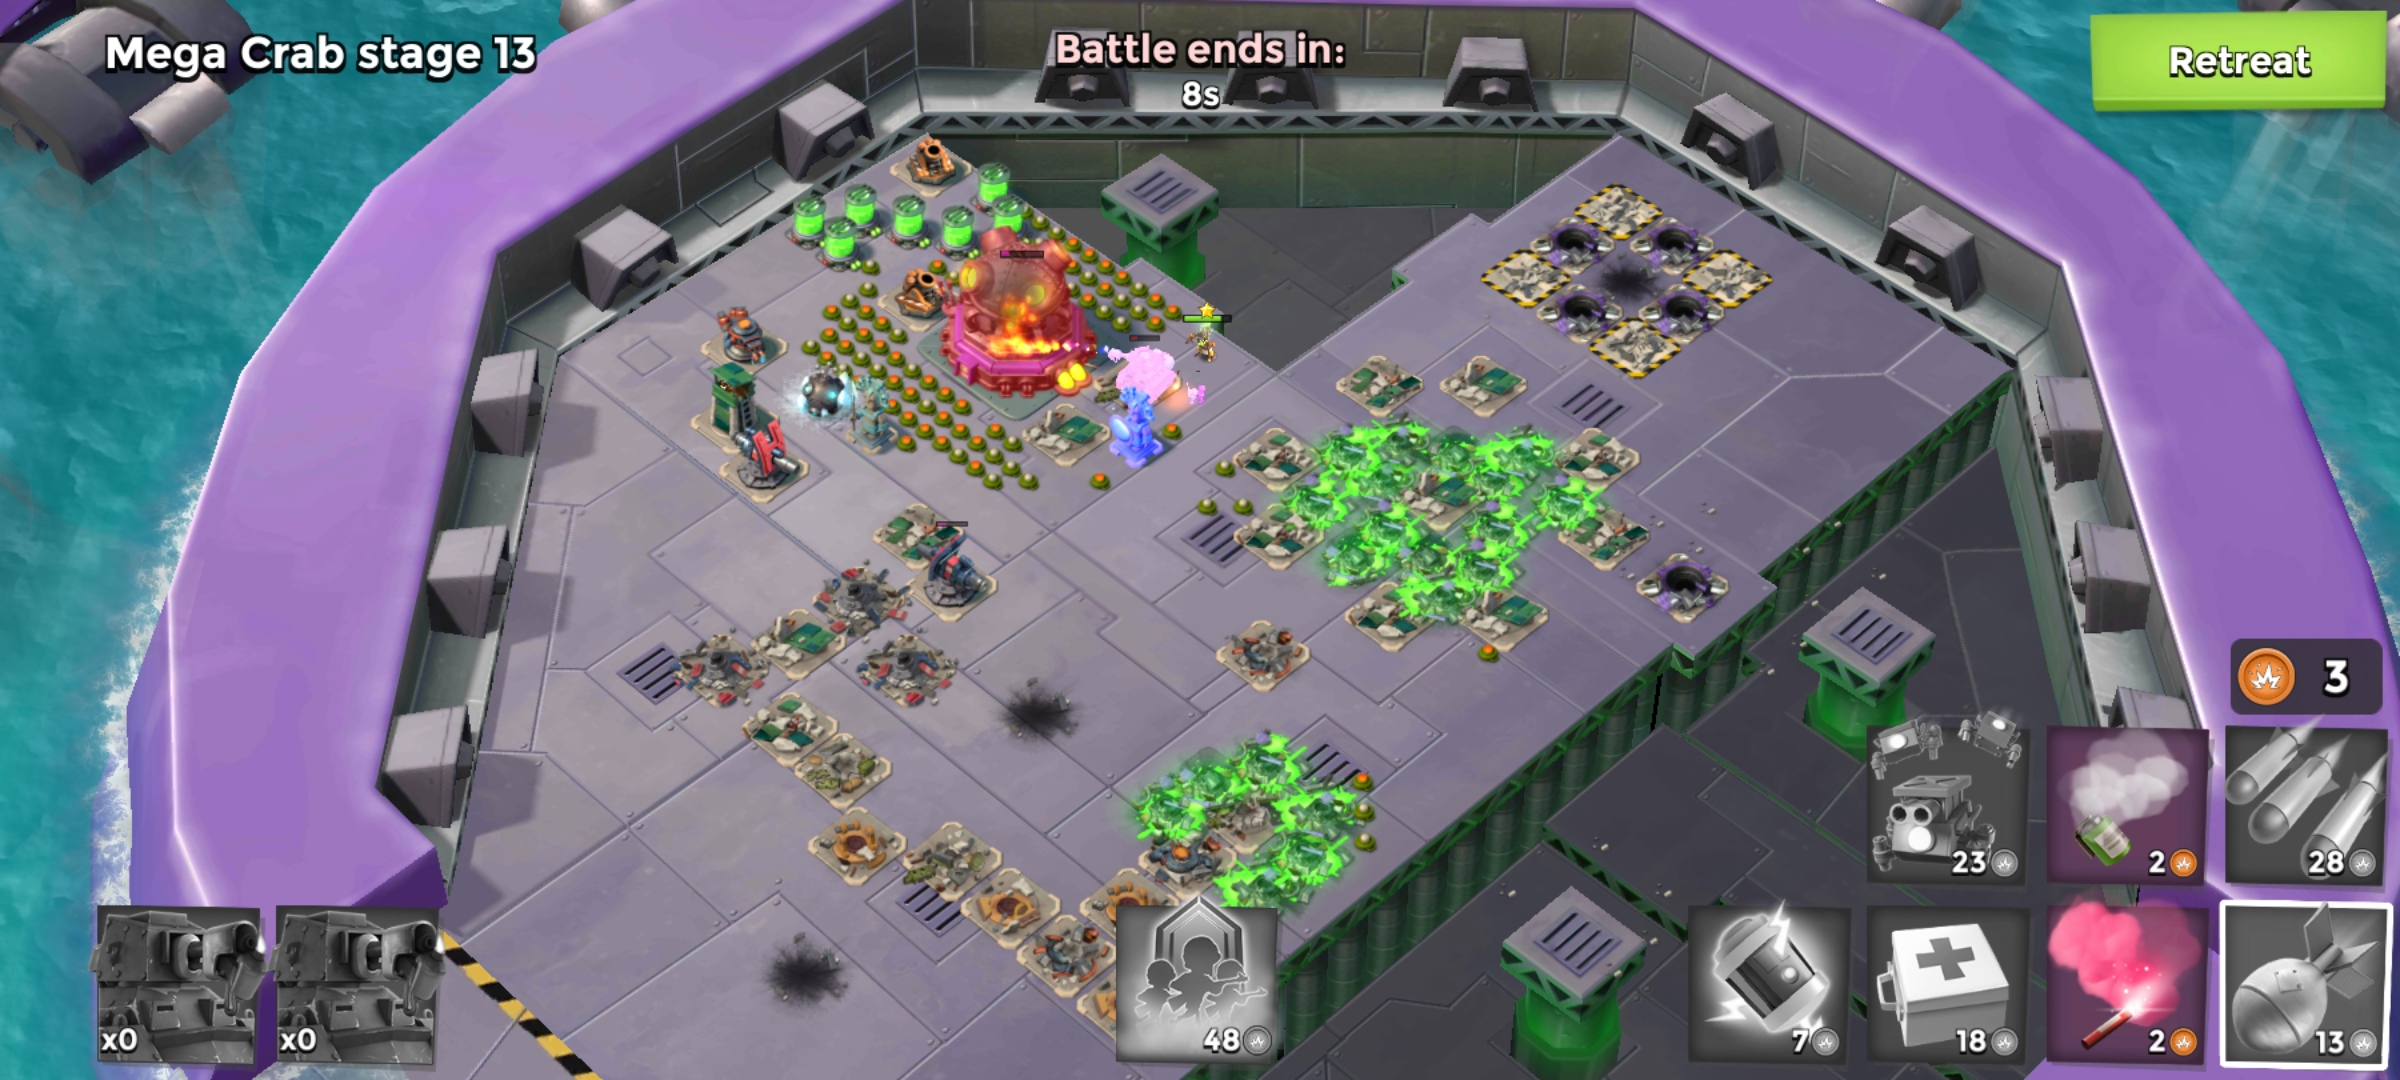 Mega Crab stage 13
Battle ends in:
8s
Retreat
3
23
2
28
x0
x0
48
7
18
2
13